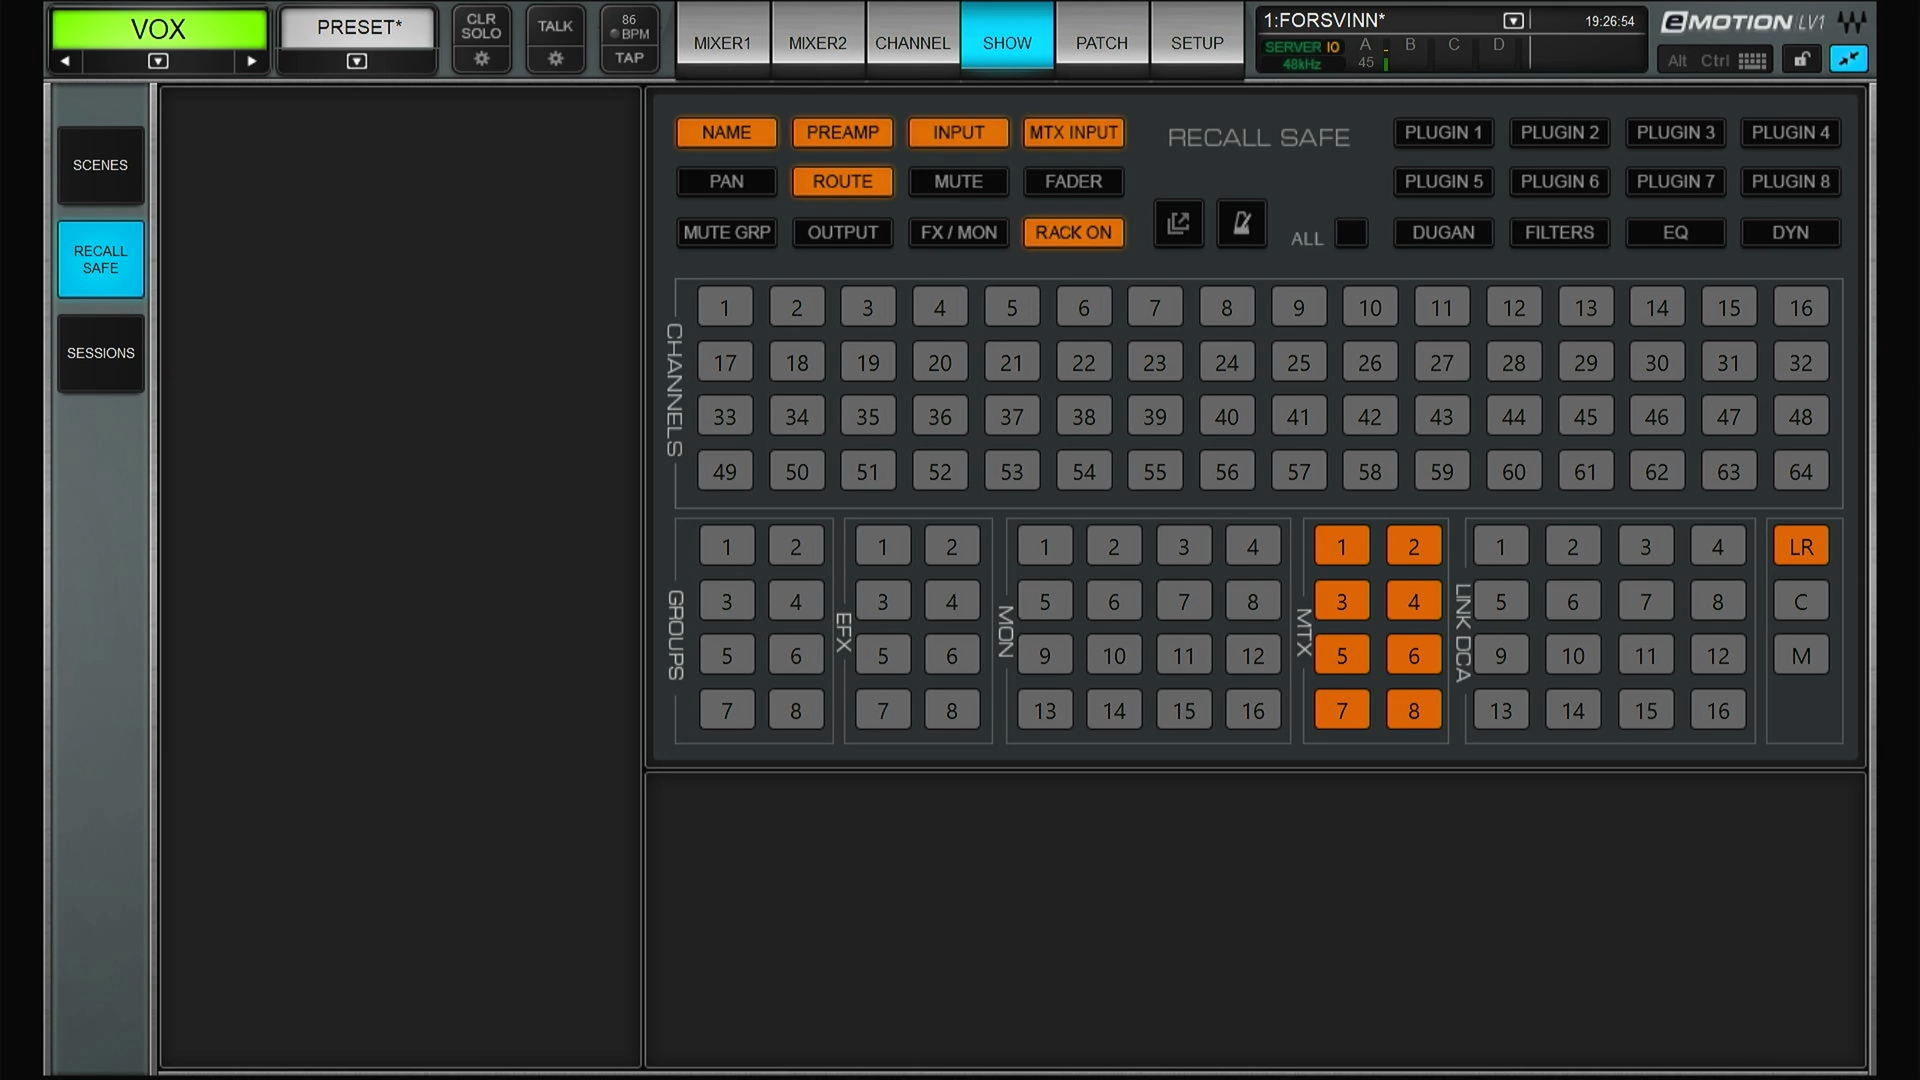 VOX
PRESET*
CLR SOLO
TALK
86 BPM
TAP
MIXER1
MIXER2
CHANNEL
SHOW
PATCH
SETUP
1:FORSVINN*
19:26:54
SERVER IO A B C D
48kHz 45
eMOTION LV1
Alt Ctrl
SCENES
RECALL SAFE
SESSIONS
NAME PREAMP INPUT MTX INPUT
RECALL SAFE
PLUGIN 1 PLUGIN 2 PLUGIN 3 PLUGIN 4
PAN ROUTE MUTE FADER
PLUGIN 5 PLUGIN 6 PLUGIN 7 PLUGIN 8
MUTE GRP OUTPUT FX / MON RACK ON
ALL
DUGAN FILTERS EQ DYN
CHANNELS
1 2 3 4 5 6 7 8 9 10 11 12 13 14 15 16
17 18 19 20 21 22 23 24 25 26 27 28 29 30 31 32
33 34 35 36 37 38 39 40 41 42 43 44 45 46 47 48
49 50 51 52 53 54 55 56 57 58 59 60 61 62 63 64
GROUPS
1 2
3 4
5 6
7 8
EFX
1 2
3 4
5 6
7 8
MON
1 2 3 4
5 6 7 8
9 10 11 12
13 14 15 16
MTX
1 2
3 4
5 6
7 8
LINK DCA
1 2 3 4
5 6 7 8
9 10 11 12
13 14 15 16
LR
C
M